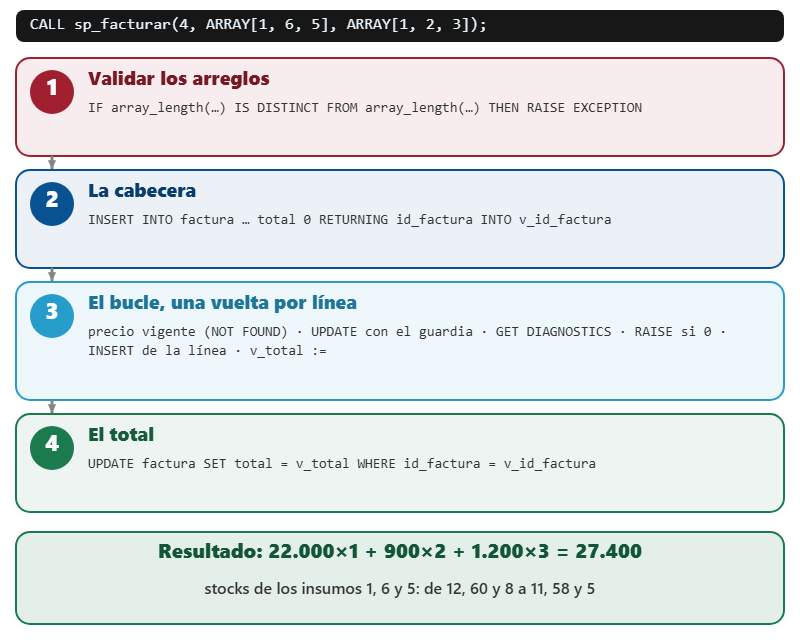 CALL sp_facturar(4, ARRAY[1, 6, 5], ARRAY[1, 2, 3]);
1
Validar los arreglos
IF array_length(…) IS DISTINCT FROM array_length(…) THEN RAISE EXCEPTION
2
La cabecera
INSERT INTO factura … total 0 RETURNING id_factura INTO v_id_factura
3
El bucle, una vuelta por línea
precio vigente (NOT FOUND) · UPDATE con el guardia · GET DIAGNOSTICS · RAISE si 0 ·
INSERT de la línea · v_total :=
4
El total
UPDATE factura SET total = v_total WHERE id_factura = v_id_factura
Resultado: 22.000×1 + 900×2 + 1.200×3 = 27.400
stocks de los insumos 1, 6 y 5: de 12, 60 y 8 a 11, 58 y 5